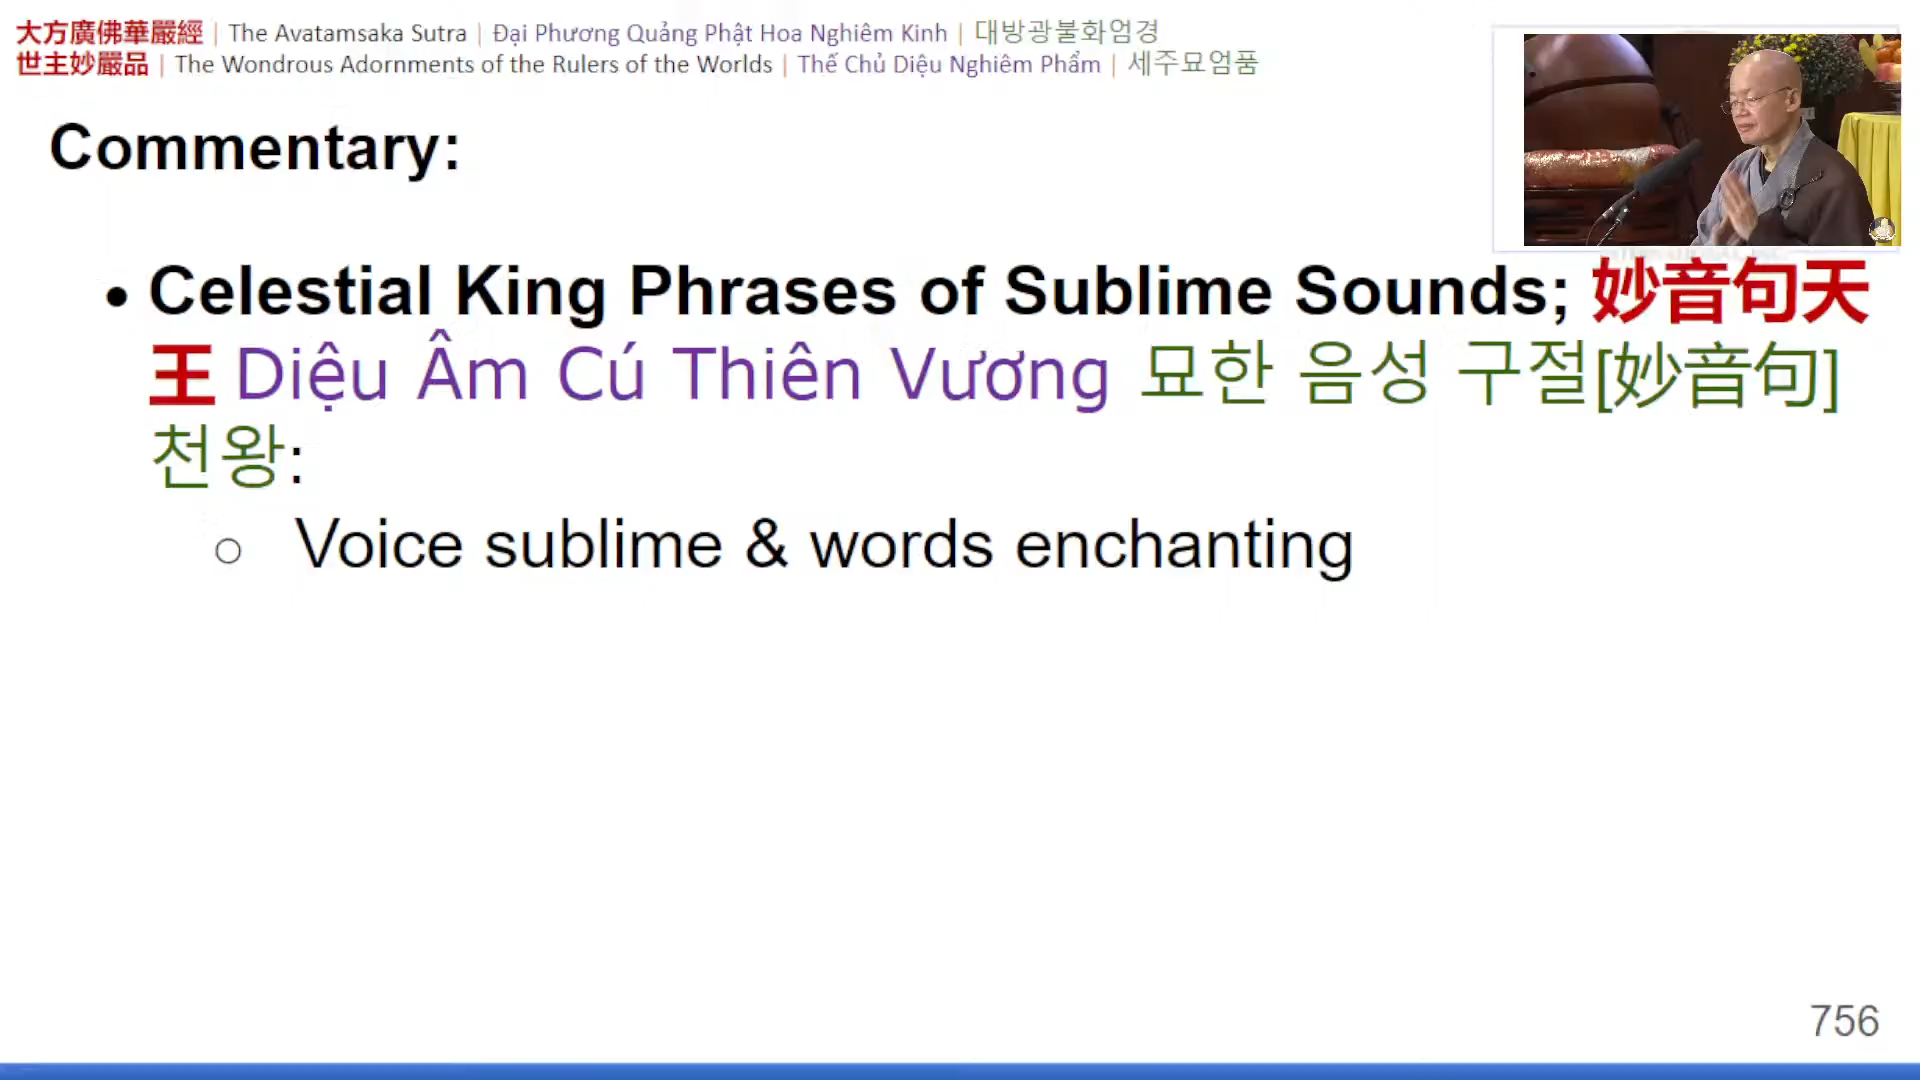 大方廣佛華嚴經 | The Avatamsaka Sutra | Đại Phương Quảng Phật Hoa Nghiêm Kinh | 대방광불화엄경
世主妙嚴品 | The Wondrous Adornments of the Rulers of the Worlds | Thế Chủ Diệu Nghiêm Phẩm | 세주묘엄품
Commentary:
• Celestial King Phrases of Sublime Sounds; 妙音句天
王 Diệu Âm Cú Thiên Vương 묘한 음성 구절[妙音句]
천왕:
○ Voice sublime & words enchanting
756